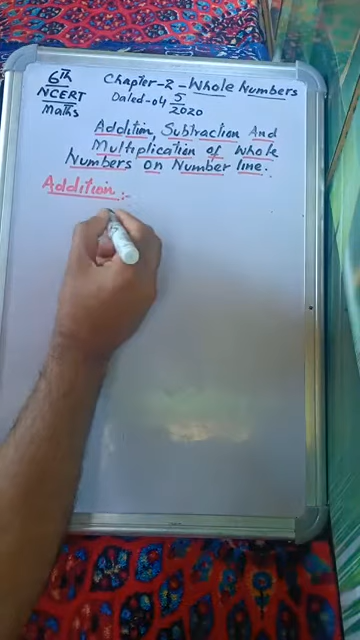 6Th
NCERT
Maths
Chapter-2 - Whole Numbers
Dated-04 5/2020
Addition, Subtraction And
Multiplication of Whole
Numbers on Number line:
Addition:-